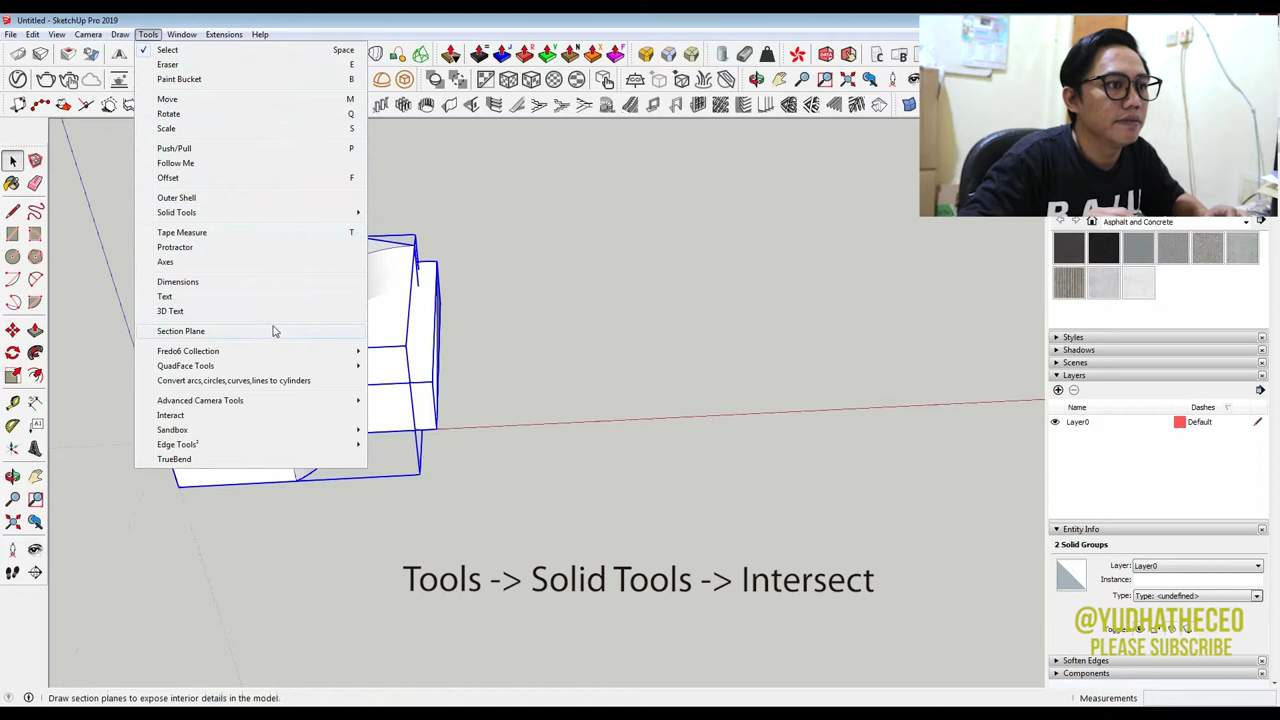 Untitled - SketchUp Pro 2019
File Edit View Camera Draw Tools Window Extensions Help
Select Space
Eraser E
Paint Bucket B
Move M
Rotate Q
Scale S
Push/Pull P
Follow Me
Offset F
Outer Shell
Solid Tools
Tape Measure T
Protractor
Axes
Dimensions
Text
3D Text
Section Plane
Fredo6 Collection
QuadFace Tools
Convert arcs,circles,curves,lines to cylinders
Advanced Camera Tools
Interact
Sandbox
Edge Tools²
TrueBend
Asphalt and Concrete
Styles
Shadows
Scenes
Layers
Name Dashes
Layer0 Default
Entity Info
2 Solid Groups
Layer: Layer0
Instance:
Type: Type: <undefined>
@YUDHATHECEO
PLEASE SUBSCRIBE
Soften Edges
Components
Tools -> Solid Tools -> Intersect
Draw section planes to expose interior details in the model.
Measurements